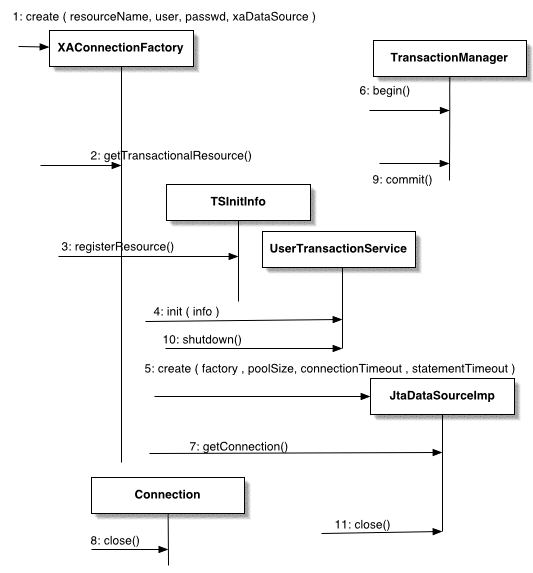 1: create ( resourceName, user, passwd, xaDataSource )
XAConnectionFactory
TransactionManager
6: begin()
2: getTransactionalResource()
9: commit()
TSInitInfo
3: registerResource()
UserTransactionService
4: init ( info )
10: shutdown()
5: create ( factory , poolSize, connectionTimeout , statementTimeout )
JtaDataSourceImp
7: getConnection()
Connection
11: close()
8: close()